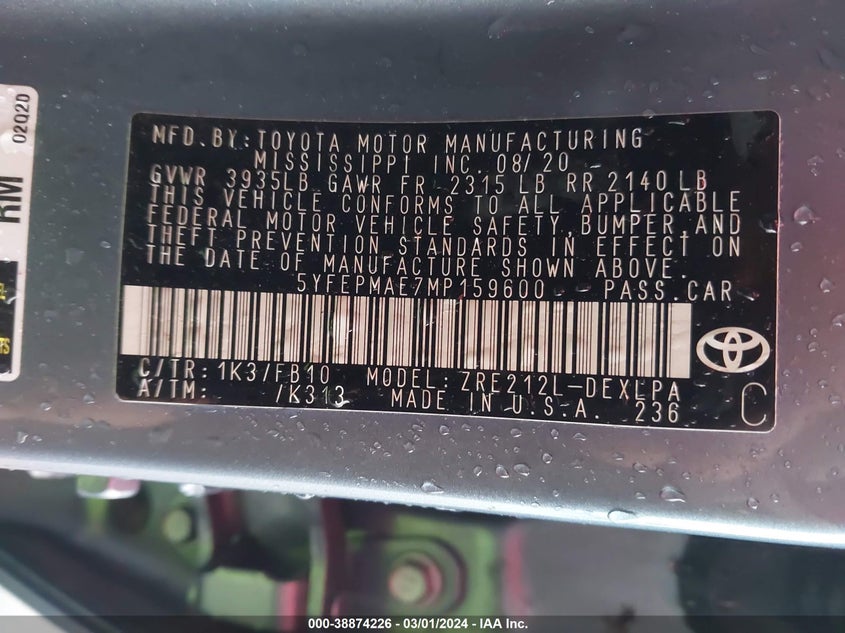 02Q20
RM
MFD.BY:TOYOTA MOTOR MANUFACTURING
MISSISSIPPI INC. 08/20
GVWR 3935LB GAWR FR 2315 LB RR 2140 LB
THIS VEHICLE CONFORMS TO ALL APPLICABLE
FEDERAL MOTOR VEHICLE SAFETY, BUMPER, AND
THEFT PREVENTION STANDARDS IN EFFECT ON
THE DATE OF MANUFACTURE SHOWN ABOVE.
5YFEPMAE7MP159600 PASS.CAR
C/TR: 1K3/FB10 MODEL: ZRE212L-DEXLPA
A/TM: /K313 MADE IN U.S.A. 236
C
000-38874226 - 03/01/2024 - IAA Inc.